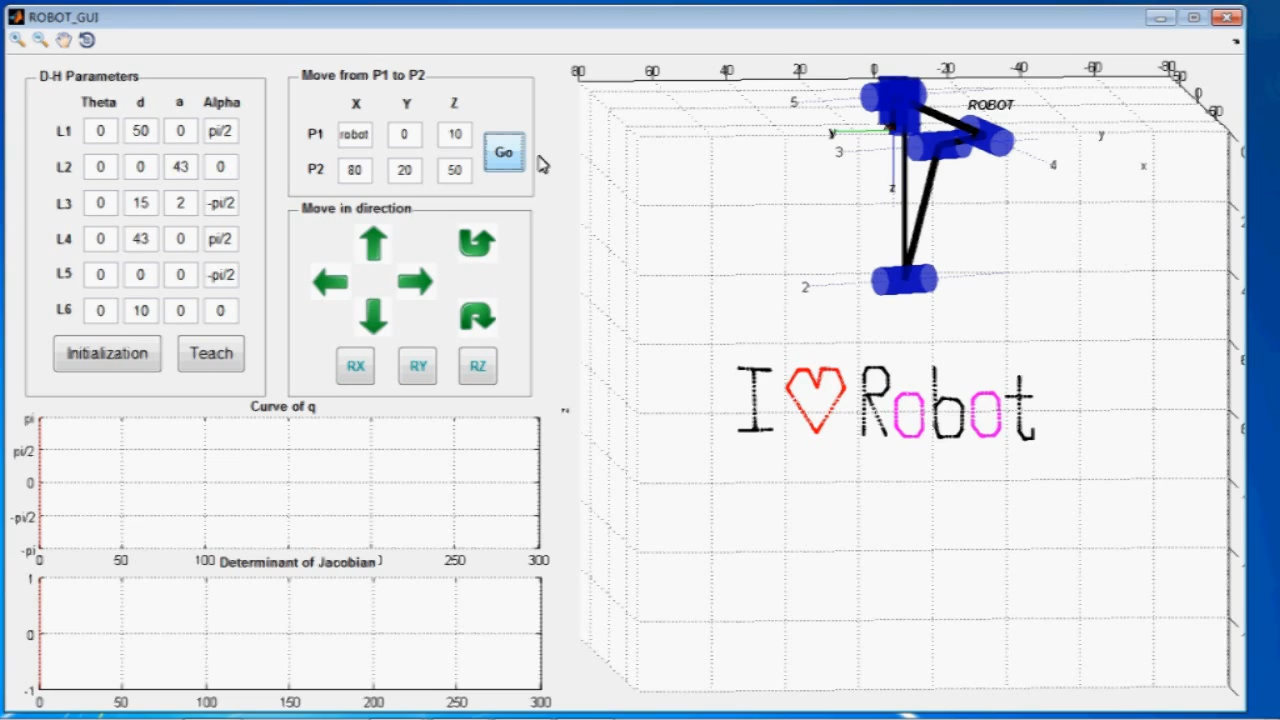 ROBOT_GUI
D-H Parameters
Theta d a Alpha
L1 0 50 0 pi/2
L2 0 0 43 0
L3 0 15 2 -pi/2
L4 0 43 0 pi/2
L5 0 0 0 -pi/2
L6 0 10 0 0
Initialization Teach
Move from P1 to P2
X Y Z
P1 robot 0 10
P2 80 20 50
Go
Move in direction
RX RY RZ
Curve of q
pi
pi/2
0
-pi/2
-pi
0 50 100 150 200 250 300
Determinant of Jacobian
1
0
-1
0 50 100 150 200 250 300
80 60 40 20 0 -20 -40 -60 -80
0
5
ROBOT
y
y
3
4
x
z
2
I♡Robot
z